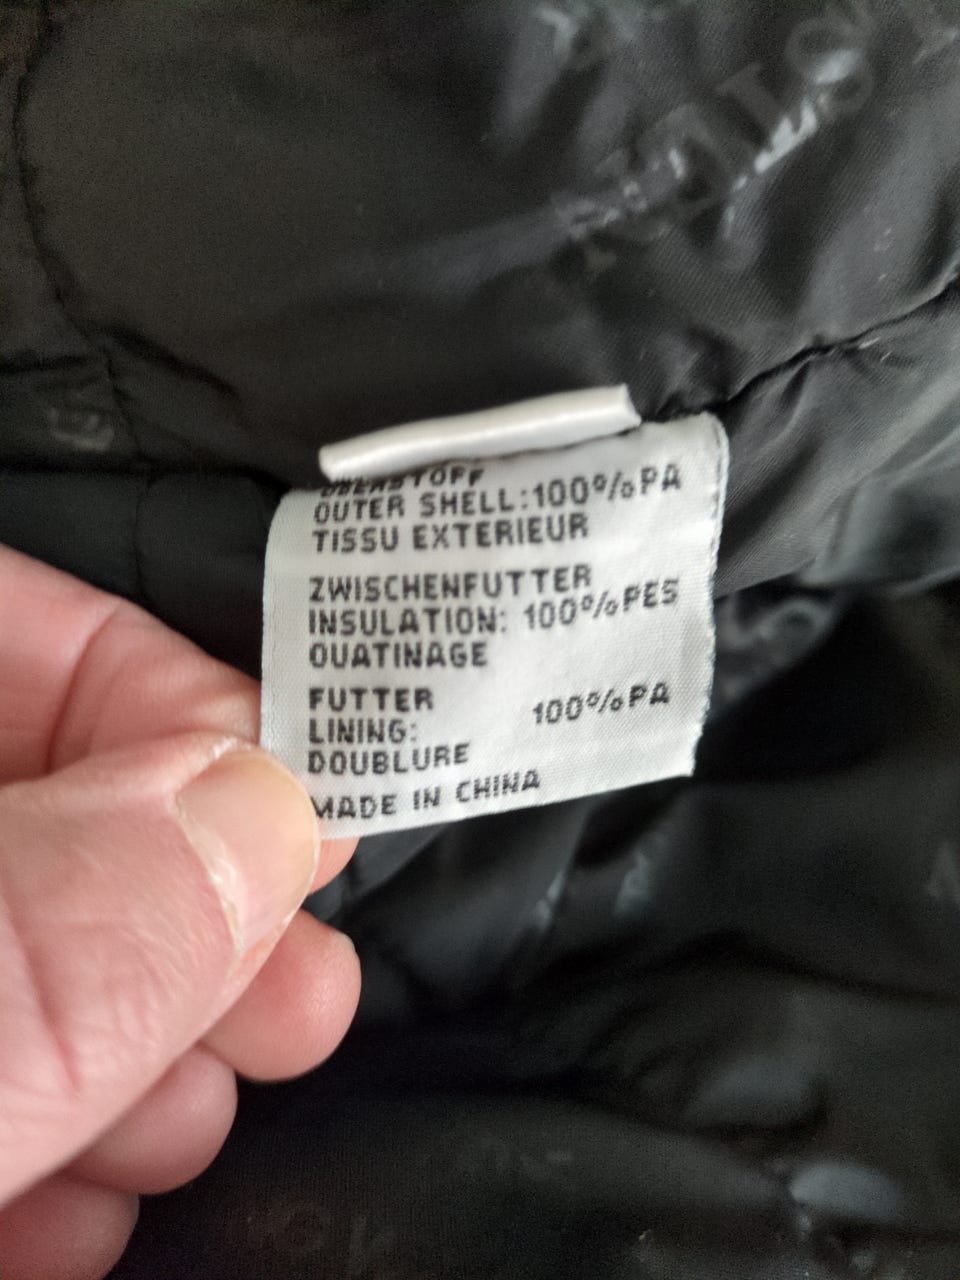 OBERSTOFF
OUTER SHELL:100%PA
TISSU EXTERIEUR
ZWISCHENFUTTER
INSULATION: 100%PES
OUATINAGE
FUTTER
LINING: 100%PA
DOUBLURE
MADE IN CHINA